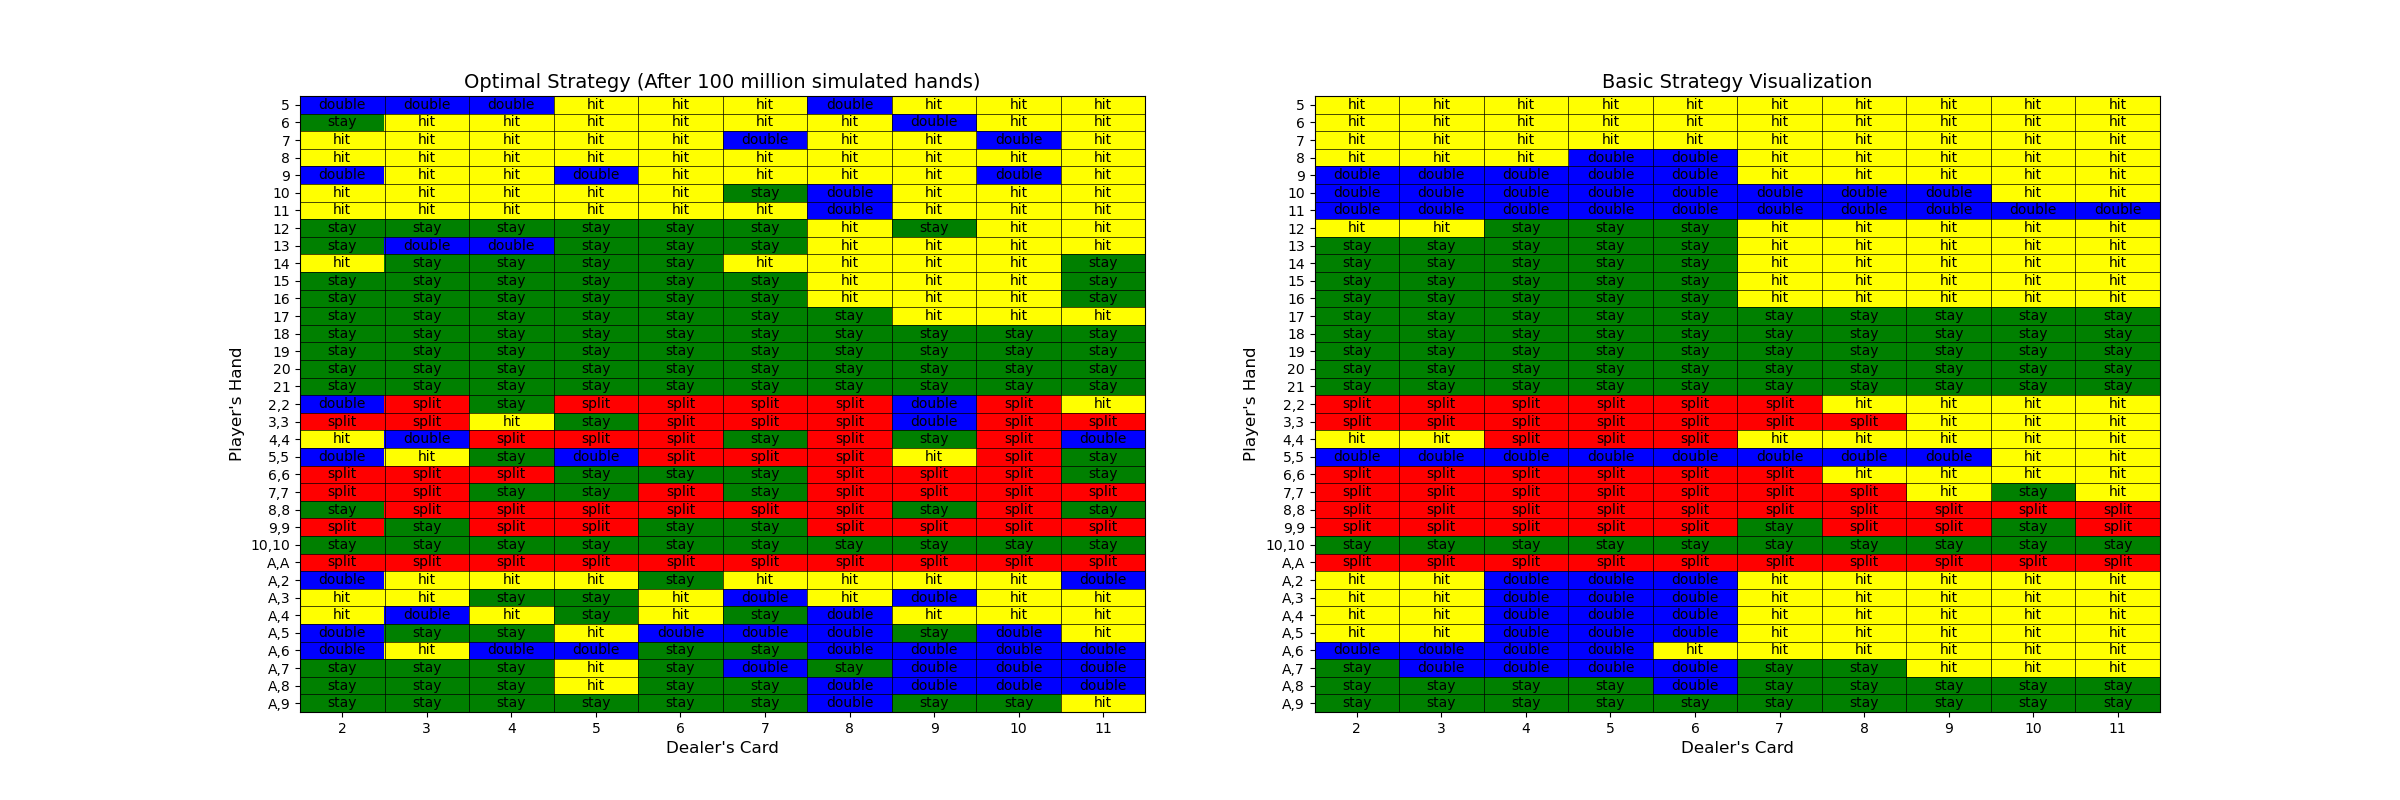 Optimal Strategy (After 100 million simulated hands)
Player's Hand
5 double double double hit hit hit double hit hit hit
6 stay hit hit hit hit hit hit double hit hit
7 hit hit hit hit hit double hit hit double hit
8 hit hit hit hit hit hit hit hit hit hit
9 double hit hit double hit hit hit hit double hit
10 hit hit hit hit hit stay double hit hit hit
11 hit hit hit hit hit hit double hit hit hit
12 stay stay stay stay stay stay hit stay hit hit
13 stay double double stay stay stay hit hit hit hit
14 hit stay stay stay stay hit hit hit hit stay
15 stay stay stay stay stay stay hit hit hit stay
16 stay stay stay stay stay stay hit hit hit stay
17 stay stay stay stay stay stay stay hit hit hit
18 stay stay stay stay stay stay stay stay stay stay
19 stay stay stay stay stay stay stay stay stay stay
20 stay stay stay stay stay stay stay stay stay stay
21 stay stay stay stay stay stay stay stay stay stay
2,2 double split stay split split split split double split hit
3,3 split split hit stay split split split double split split
4,4 hit double split split split stay split stay split double
5,5 double hit stay double split split split hit split stay
6,6 split split split stay stay stay split split split stay
7,7 split split stay stay split stay split split split split
8,8 stay split split split split split split stay split stay
9,9 split stay split split stay stay split split split split
10,10 stay stay stay stay stay stay stay stay stay stay
A,A split split split split split split split split split split
A,2 double hit hit hit stay hit hit hit hit double
A,3 hit hit stay stay hit double hit double hit hit
A,4 hit double hit stay hit stay double hit hit hit
A,5 double stay stay hit double double double stay double hit
A,6 double hit double double stay stay double double double double
A,7 stay stay stay hit stay double stay double double double
A,8 stay stay stay hit stay stay double double double double
A,9 stay stay stay stay stay stay double stay stay hit
2 3 4 5 6 7 8 9 10 11
Dealer's Card
Basic Strategy Visualization
Player's Hand
5 hit hit hit hit hit hit hit hit hit hit
6 hit hit hit hit hit hit hit hit hit hit
7 hit hit hit hit hit hit hit hit hit hit
8 hit hit hit double double hit hit hit hit hit
9 double double double double double hit hit hit hit hit
10 double double double double double double double double hit hit
11 double double double double double double double double double double
12 hit hit stay stay stay hit hit hit hit hit
13 stay stay stay stay stay hit hit hit hit hit
14 stay stay stay stay stay hit hit hit hit hit
15 stay stay stay stay stay hit hit hit hit hit
16 stay stay stay stay stay hit hit hit hit hit
17 stay stay stay stay stay stay stay stay stay stay
18 stay stay stay stay stay stay stay stay stay stay
19 stay stay stay stay stay stay stay stay stay stay
20 stay stay stay stay stay stay stay stay stay stay
21 stay stay stay stay stay stay stay stay stay stay
2,2 split split split split split split hit hit hit hit
3,3 split split split split split split split hit hit hit
4,4 hit hit split split split hit hit hit hit hit
5,5 double double double double double double double double hit hit
6,6 split split split split split split hit hit hit hit
7,7 split split split split split split split hit stay hit
8,8 split split split split split split split split split split
9,9 split split split split split stay split split stay split
10,10 stay stay stay stay stay stay stay stay stay stay
A,A split split split split split split split split split split
A,2 hit hit double double double hit hit hit hit hit
A,3 hit hit double double double hit hit hit hit hit
A,4 hit hit double double double hit hit hit hit hit
A,5 hit hit double double double hit hit hit hit hit
A,6 double double double double hit hit hit hit hit hit
A,7 stay double double double double stay stay hit hit hit
A,8 stay stay stay stay double stay stay stay stay stay
A,9 stay stay stay stay stay stay stay stay stay stay
2 3 4 5 6 7 8 9 10 11
Dealer's Card